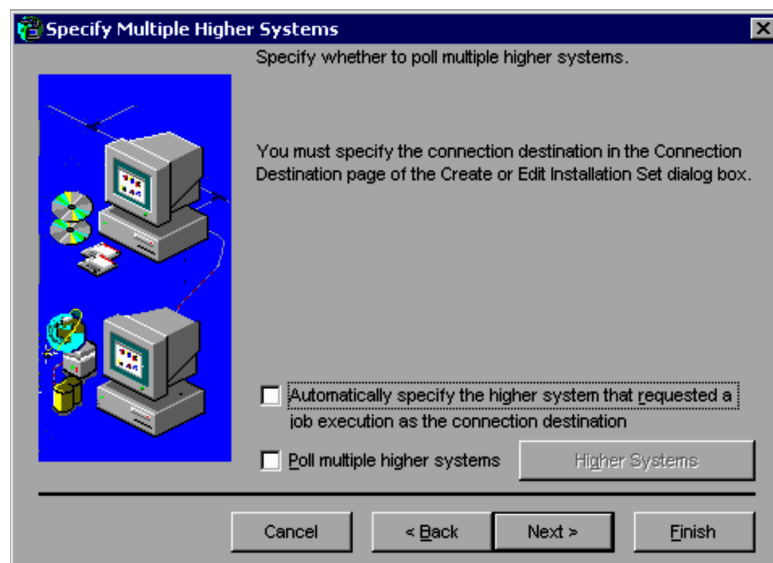 Specify Multiple Higher Systems
Specify whether to poll multiple higher systems.
You must specify the connection destination in the Connection
Destination page of the Create or Edit Installation Set dialog box.
Automatically specify the higher system that requested a
job execution as the connection destination
Poll multiple higher systems
Higher Systems
Cancel
< Back
Next >
Finish